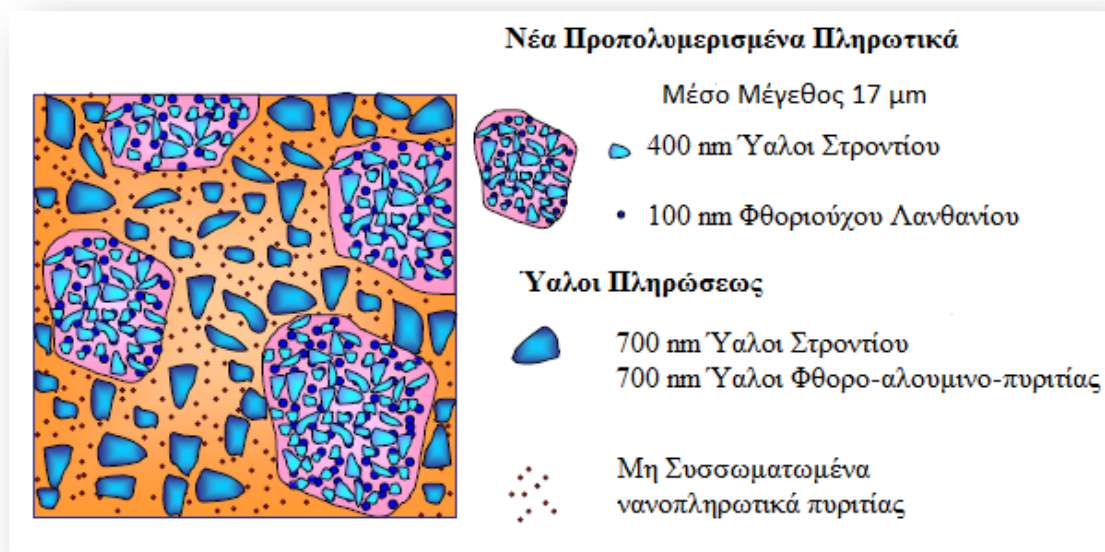 Νέα Προπολυμερισμένα Πληρωτικά
Μέσο Μέγεθος 17 μm
400 nm Ύαλοι Στροντίου
100 nm Φθοριούχου Λανθανίου
Ύαλοι Πληρώσεως
700 nm Ύαλοι Στροντίου
700 nm Ύαλοι Φθορο-αλουμινο-πυριτίας
Μη Συσσωματωμένα
νανοπληρωτικά πυριτίας